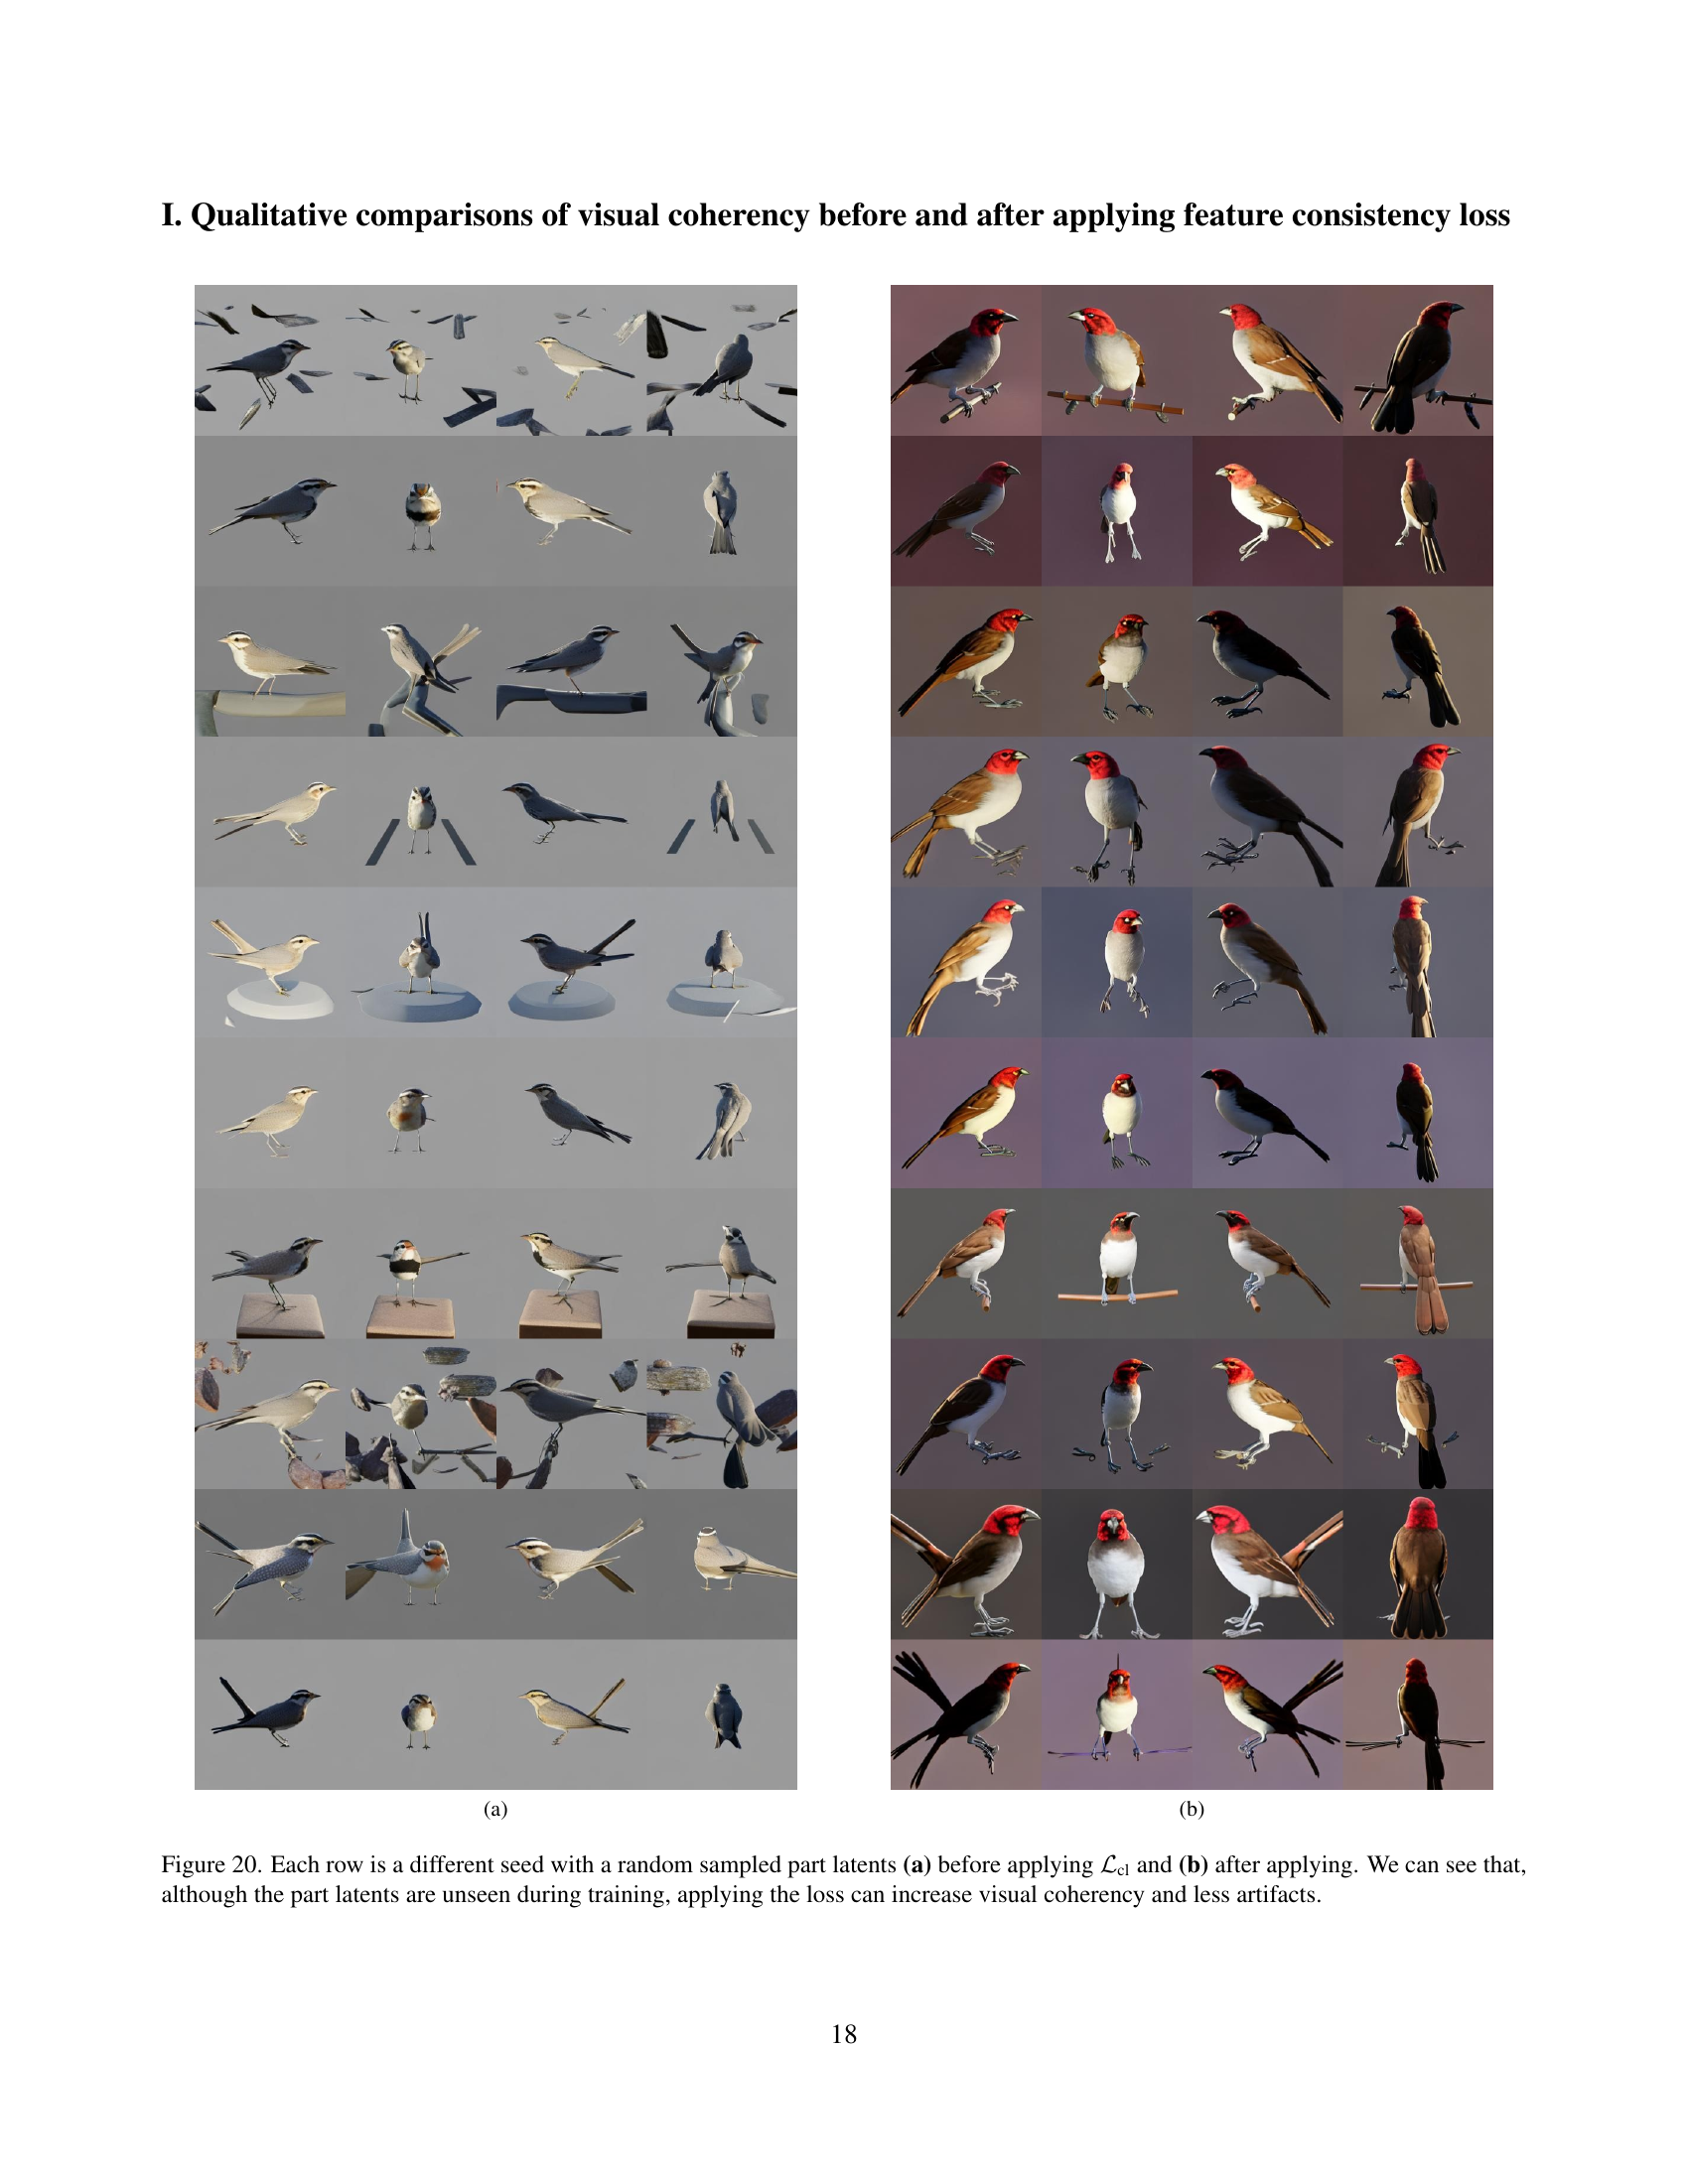 I. Qualitative comparisons of visual coherency before and after applying feature consistency loss
(a)
(b)
Figure 20. Each row is a different seed with a random sampled part latents (a) before applying ℒcl and (b) after applying. We can see that,
although the part latents are unseen during training, applying the loss can increase visual coherency and less artifacts.
18